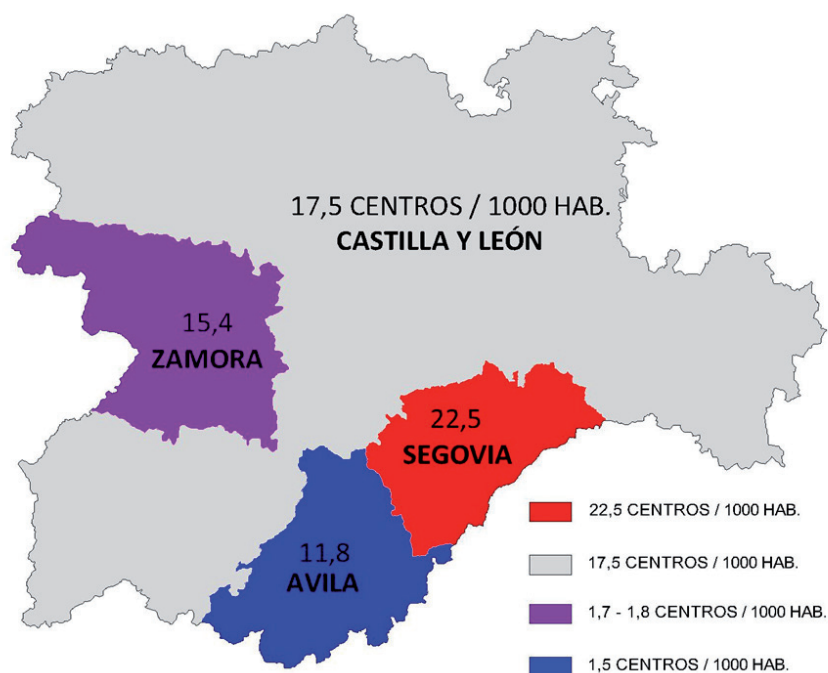 17,5 CENTROS / 1000 HAB.
CASTILLA Y LEÓN
15,4
ZAMORA
22,5
SEGOVIA
11,8
AVILA
22,5 CENTROS / 1000 HAB.
17,5 CENTROS / 1000 HAB.
1,7 - 1,8 CENTROS / 1000 HAB.
1,5 CENTROS / 1000 HAB.